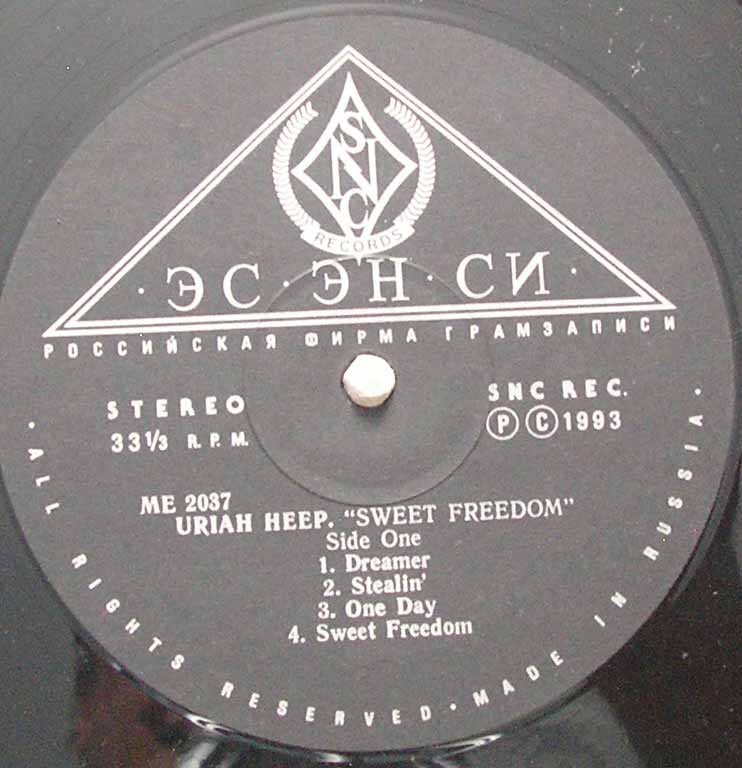 SNC
RECORDS
· ЭС · ЭН · СИ ·
РОССИЙСКАЯ ФИРМА ГРАМЗАПИСИ
STEREO
33⅓ R. P. M.
SNC REC.
Ⓟ Ⓒ 1993
ME 2037
URIAH HEEP. "SWEET FREEDOM"
Side One
1. Dreamer
2. Stealin'
3. One Day
4. Sweet Freedom
· ALL RIGHTS RESERVED · MADE IN RUSSIA ·